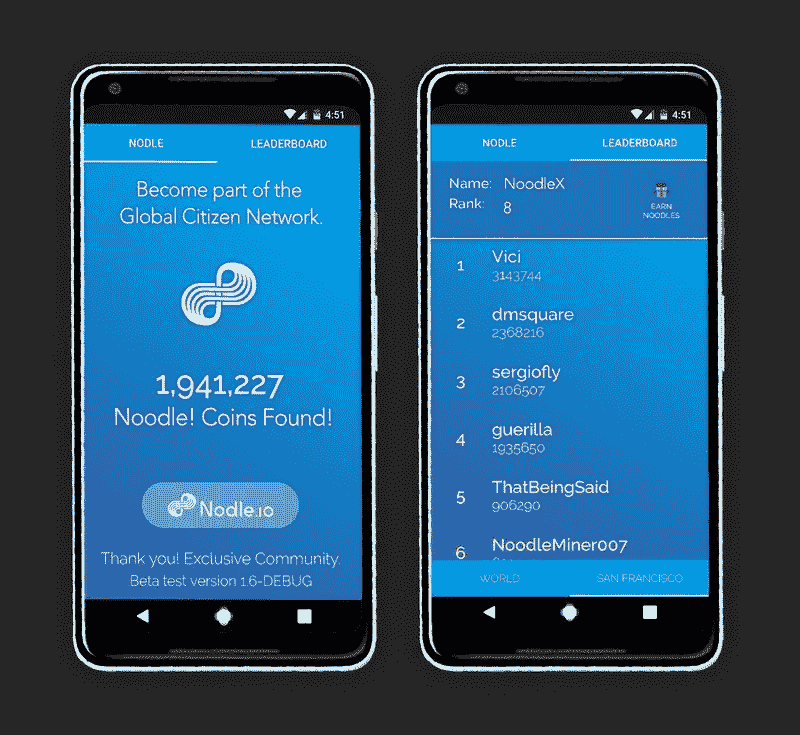 4:51
NODLE LEADERBOARD
Become part of the
Global Citizen Network.
1,941,227
Noodle! Coins Found!
Nodle.io
Thank you! Exclusive Community.
Beta test version 1.6-DEBUG
4:51
NODLE LEADERBOARD
Name: NoodleX
Rank: 8
EARN
NOODLES
1 Vici
3143744
2 dmsquare
2368216
3 sergiofly
2106507
4 guerilla
1935650
5 ThatBeingSaid
906290
6 NoodleMiner007
WORLD SAN FRANCISCO